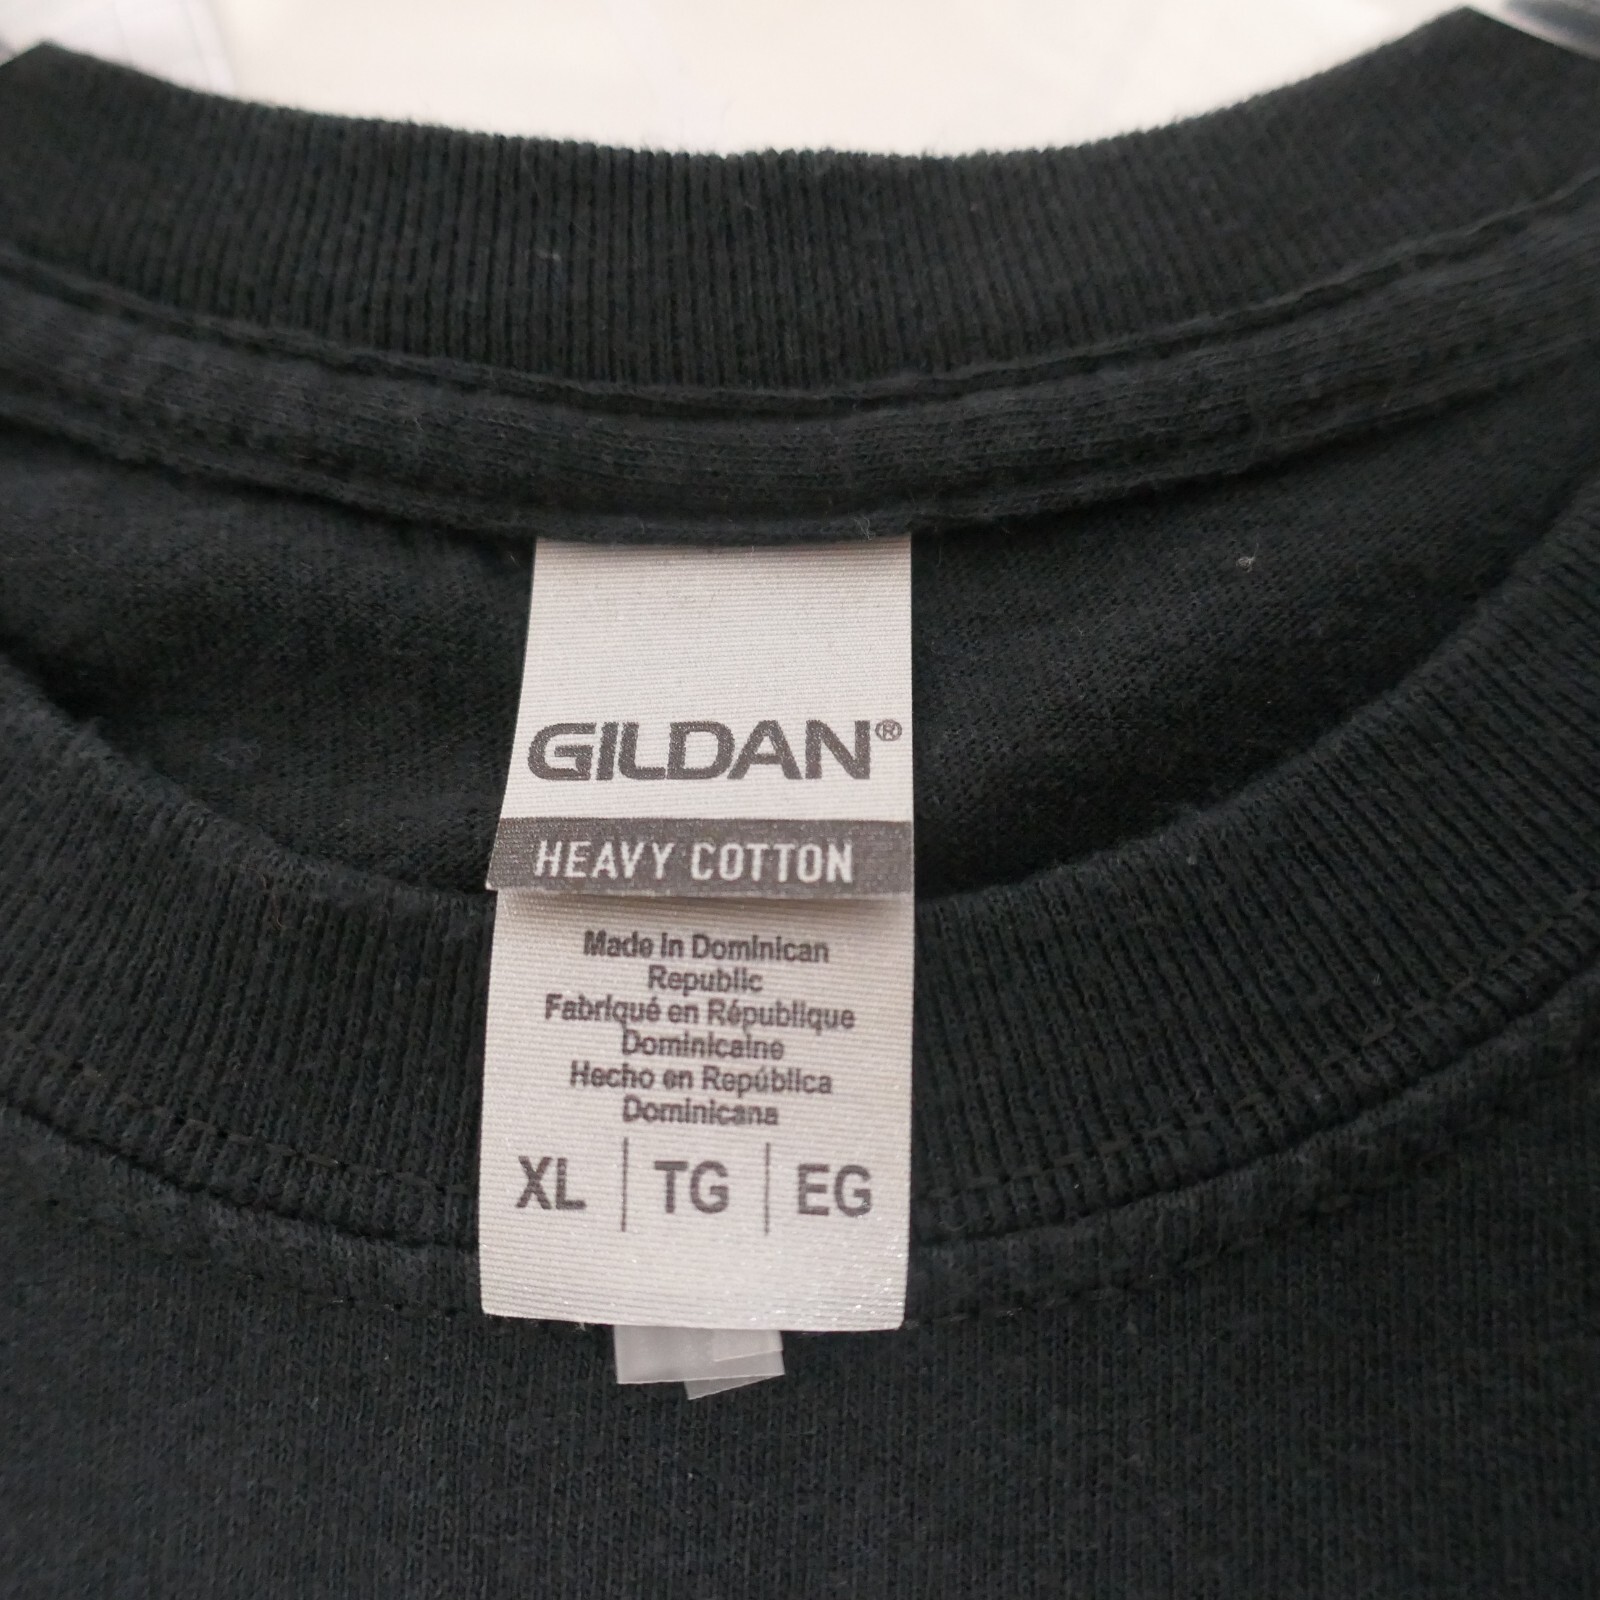 GILDAN®
HEAVY COTTON
Made in Dominican
Republic
Fabriqué en République
Dominicaine
Hecho en República
Dominicana
XL | TG | EG